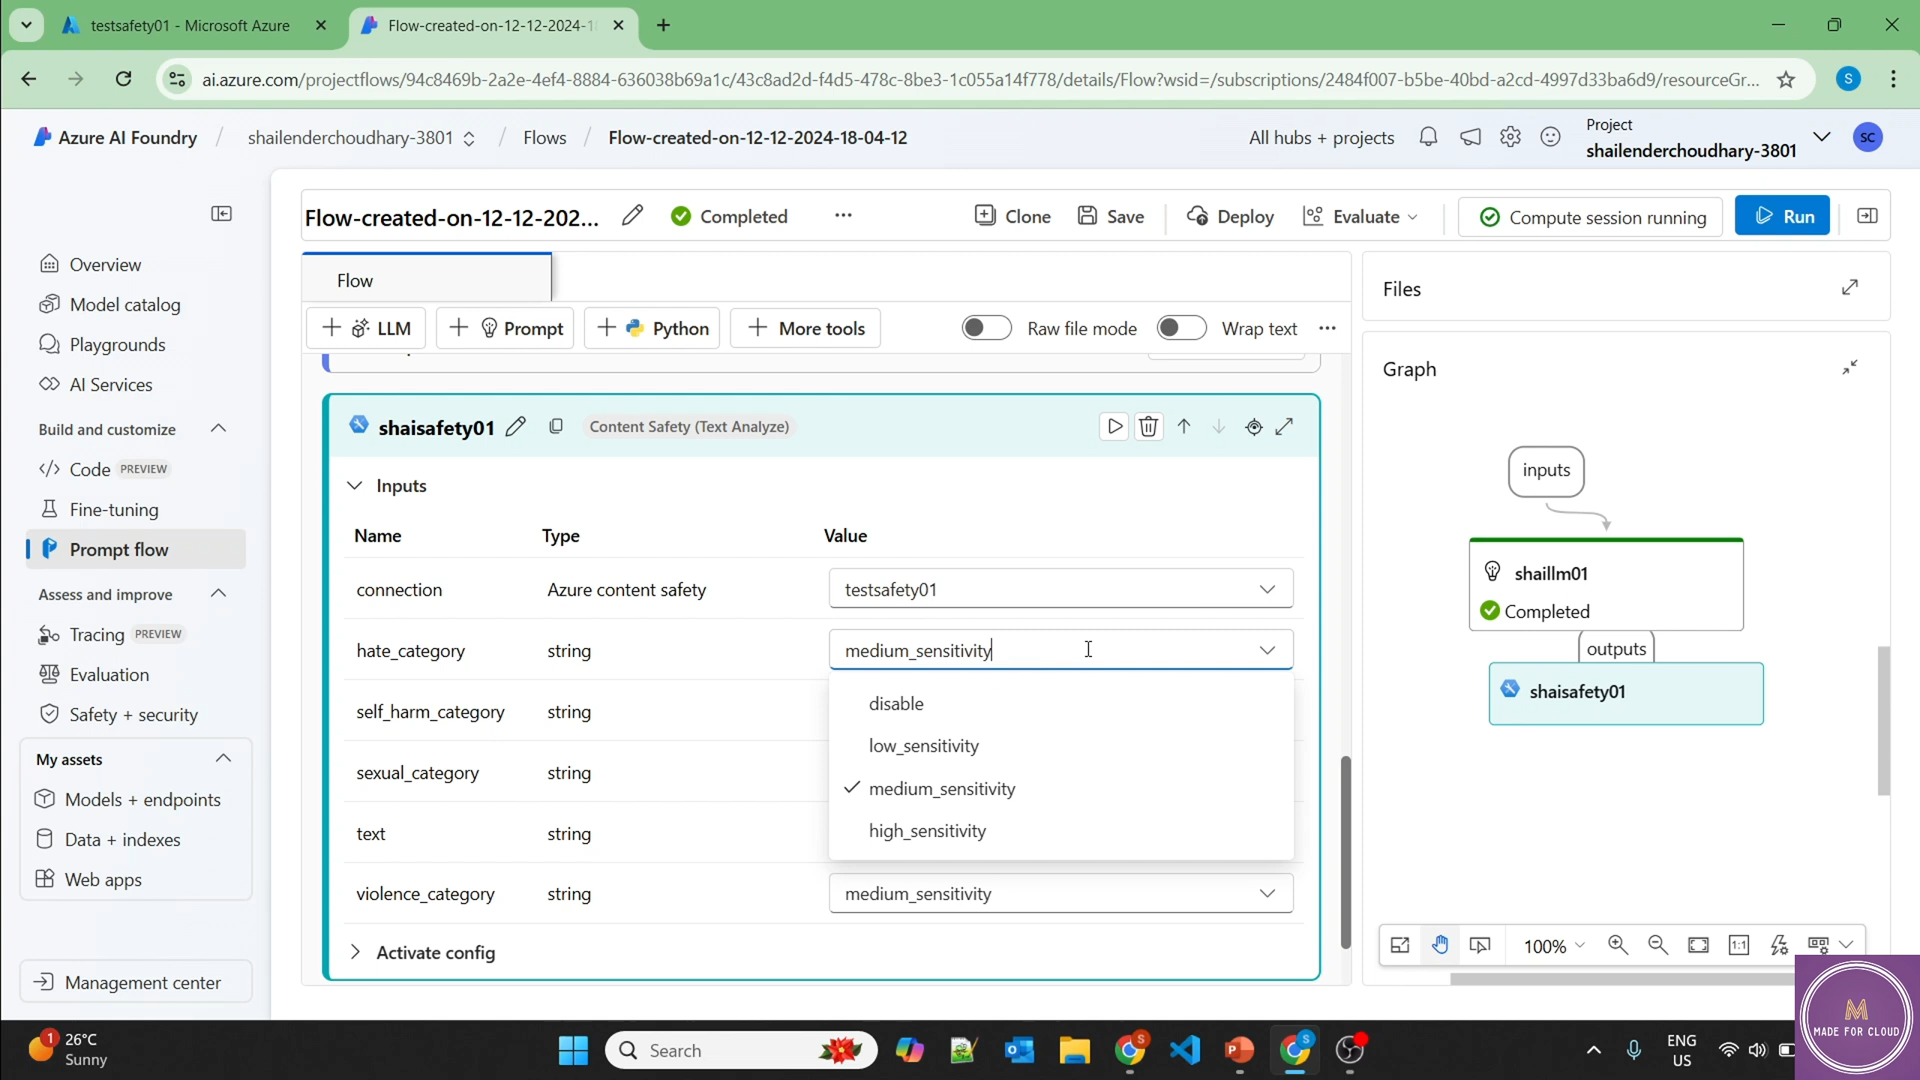 testsafety01 - Microsoft Azure
Flow-created-on-12-12-2024-1
ai.azure.com/projectflows/94c8469b-2a2e-4ef4-8884-636038b69a1c/43c8ad2d-f4d5-478c-8be3-1c055a14f778/details/Flow?wsid=/subscriptions/2484f007-b5be-40bd-a2cd-4997d33ba6d9/resourceGr...
S
Azure AI Foundry / shailenderchoudhary-3801 / Flows / Flow-created-on-12-12-2024-18-04-12
All hubs + projects
Project
shailenderchoudhary-3801
SC
Flow-created-on-12-12-202...
Completed
Clone
Save
Deploy
Evaluate
Compute session running
Run
Overview
Model catalog
Playgrounds
AI Services
Build and customize
Code PREVIEW
Fine-tuning
Prompt flow
Assess and improve
Tracing PREVIEW
Evaluation
Safety + security
My assets
Models + endpoints
Data + indexes
Web apps
Management center
Flow
LLM
Prompt
Python
More tools
Raw file mode
Wrap text
shaisafety01
Content Safety (Text Analyze)
Inputs
Name Type Value
connection Azure content safety testsafety01
hate_category string medium_sensitivity
disable
low_sensitivity
medium_sensitivity
high_sensitivity
self_harm_category string
sexual_category string
text string
violence_category string medium_sensitivity
Activate config
Files
Graph
inputs
shaillm01
Completed
outputs
shaisafety01
100%
1:1
1
26°C
Sunny
Search
S
S
ENG
US
M
MADE FOR CLOUD